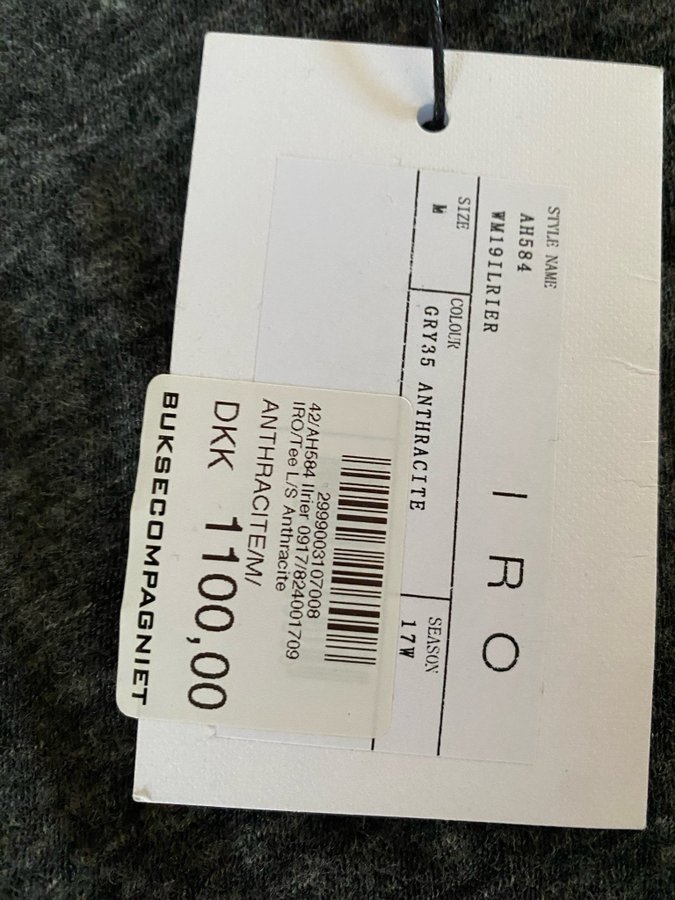 STYLE NAME
AH584
WM19ILRIER
IRO
SIZE
M
COLOUR
GRY35 ANTHRACITE
SEASON
17W
2999003107008
42/AH584 Ilrier 0917/824001709
IRO/Tee L/S Anthracite
ANTHRACITE/M/
DKK 1100,00
BUKSECOMPAGNIET